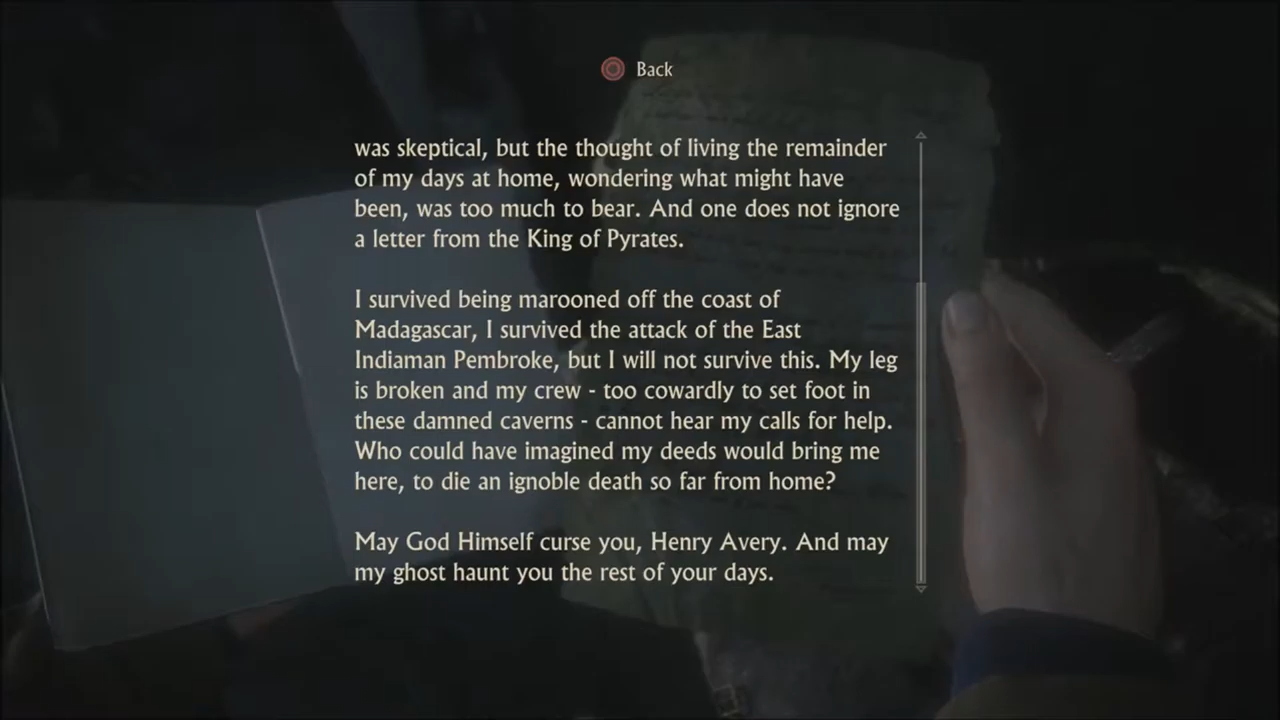 Back
was skeptical, but the thought of living the remainder
of my days at home, wondering what might have
been, was too much to bear. And one does not ignore
a letter from the King of Pyrates.
I survived being marooned off the coast of
Madagascar, I survived the attack of the East
Indiaman Pembroke, but I will not survive this. My leg
is broken and my crew - too cowardly to set foot in
these damned caverns - cannot hear my calls for help.
Who could have imagined my deeds would bring me
here, to die an ignoble death so far from home?
May God Himself curse you, Henry Avery. And may
my ghost haunt you the rest of your days.